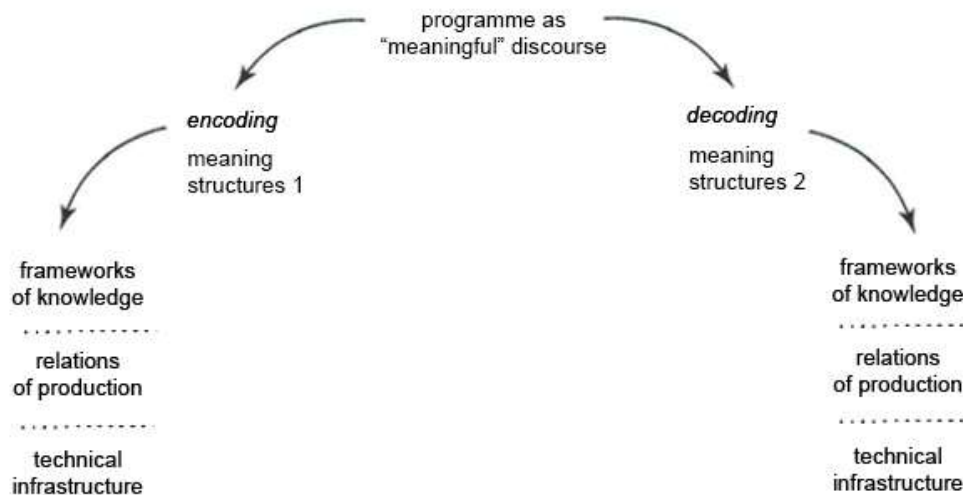 programme as
“meaningful” discourse
encoding
meaning
structures 1
decoding
meaning
structures 2
frameworks
of knowledge
relations
of production
technical
infrastructure
frameworks
of knowledge
relations
of production
technical
infrastructure